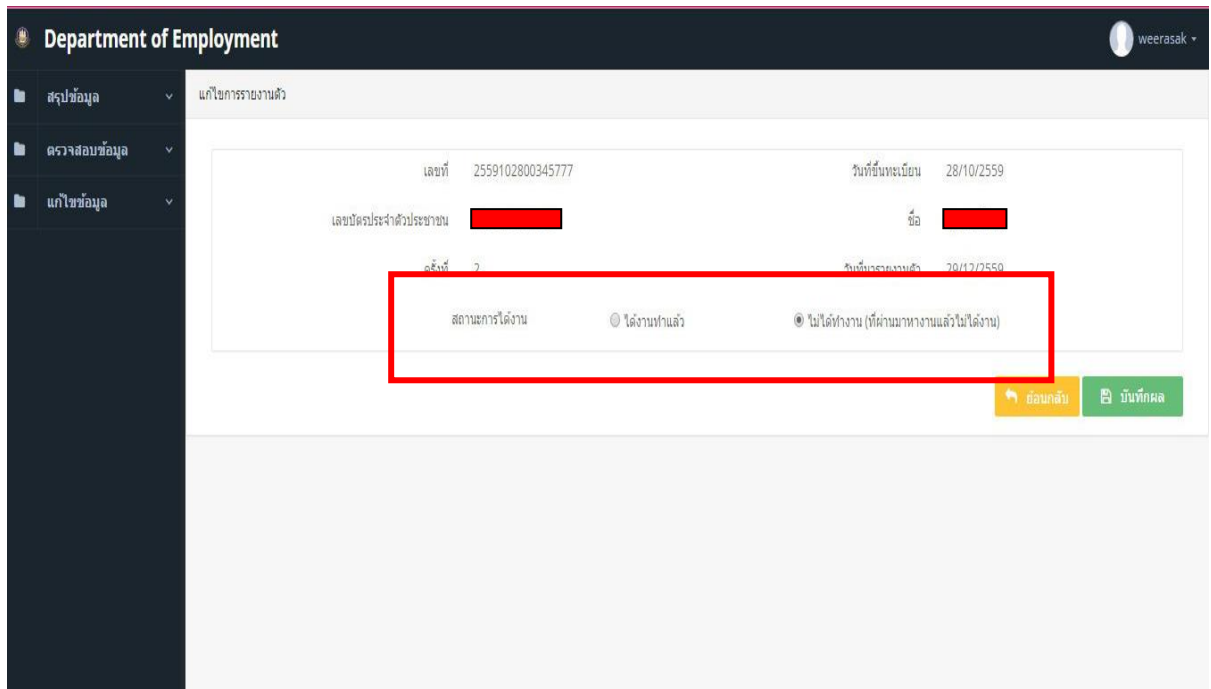 Department of Employment
weerasak
สรุปข้อมูล
ตรวจสอบข้อมูล
แก้ไขข้อมูล
แก้ไขการรายงานตัว
เลขที่ 2559102800345777 วันที่ขึ้นทะเบียน 28/10/2559
เลขบัตรประจำตัวประชาชน ชื่อ
ครั้งที่ 2 วันที่มารายงานตัว 29/12/2559
สถานะการได้งาน ได้งานทำแล้ว ไม่ได้ทำงาน (ที่ผ่านมาหางานแล้วไม่ได้งาน)
ย้อนกลับ บันทึกผล